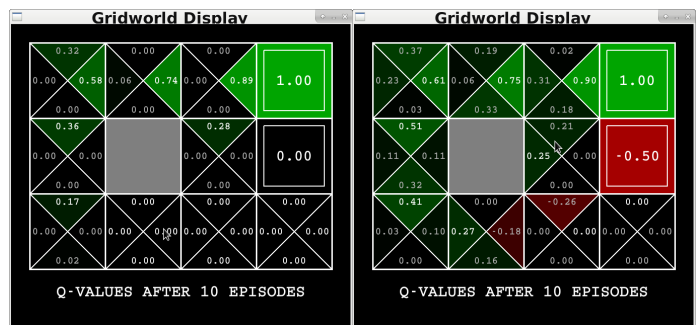 Gridworld Display
0.32 0.00 0.00
0.00 0.58 0.06 0.74 0.00 0.89 1.00
0.00 0.00 0.00
0.36 0.28
0.00 0.00 0.00 0.00 0.00
0.00 0.00
0.17 0.00 0.00 0.00
0.00 0.00 0.00 0.00 0.00 0.00 0.00 0.00
0.02 0.00 0.00 0.00
Q-VALUES AFTER 10 EPISODES
Gridworld Display
0.37 0.19 0.02
0.23 0.61 0.06 0.75 0.31 0.90 1.00
0.03 0.33 0.18
0.51 0.21
0.11 0.11 0.25 0.00 -0.50
0.32 0.00
0.41 0.00 -0.26 0.00
0.03 0.10 0.27 -0.18 0.00 0.00 0.00 0.00
0.00 0.16 0.00 0.00
Q-VALUES AFTER 10 EPISODES